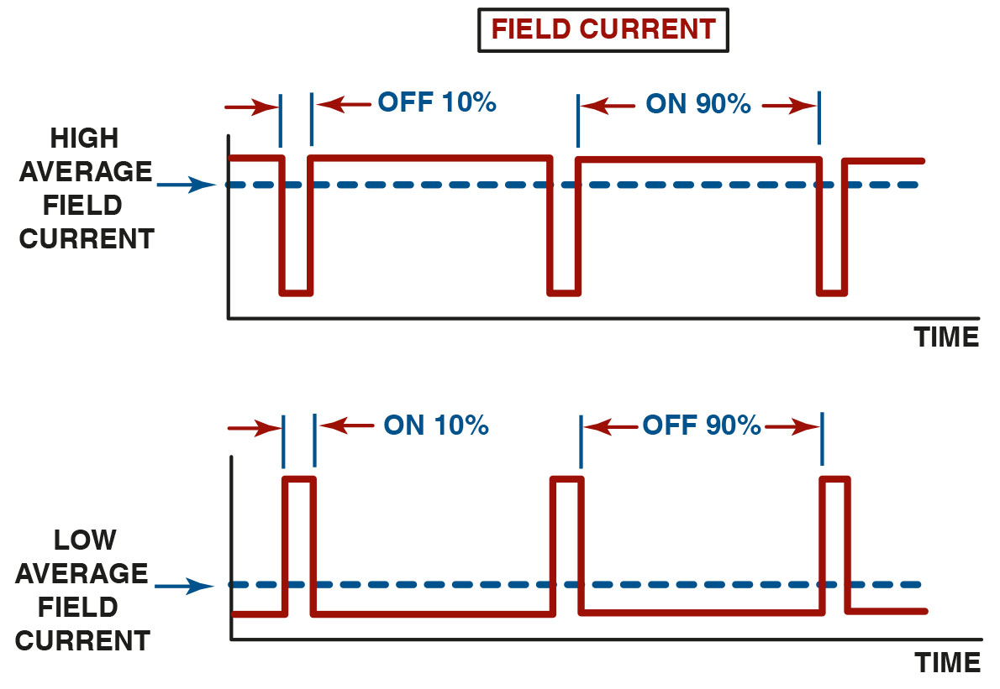 FIELD CURRENT
OFF 10%
ON 90%
HIGH
AVERAGE
FIELD
CURRENT
TIME
ON 10%
OFF 90%
LOW
AVERAGE
FIELD
CURRENT
TIME